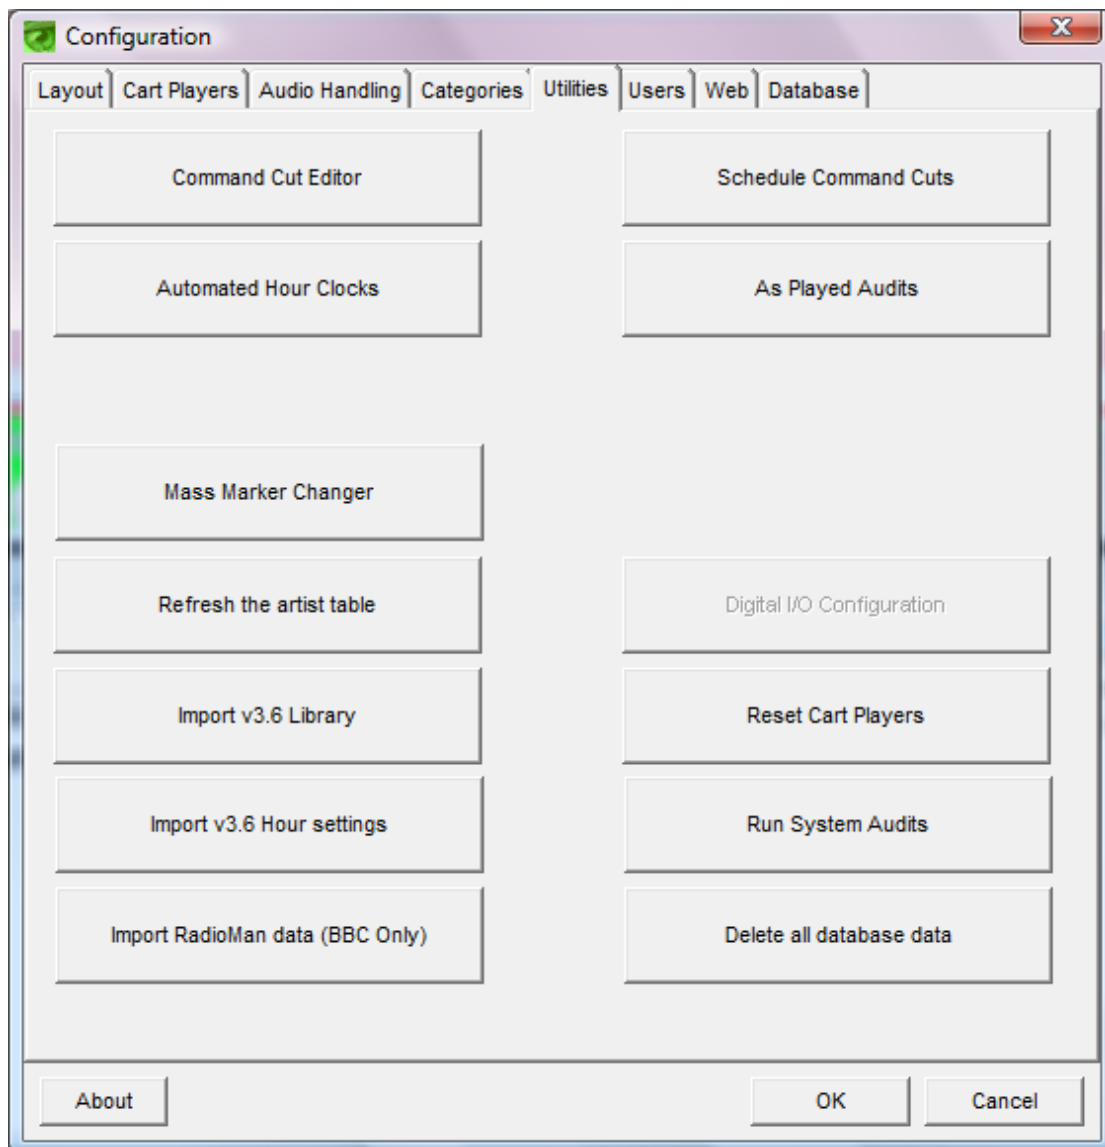 Configuration
Layout Cart Players Audio Handling Categories Utilities Users Web Database
Command Cut Editor
Schedule Command Cuts
Automated Hour Clocks
As Played Audits
Mass Marker Changer
Refresh the artist table
Digital I/O Configuration
Import v3.6 Library
Reset Cart Players
Import v3.6 Hour settings
Run System Audits
Import RadioMan data (BBC Only)
Delete all database data
About
OK
Cancel